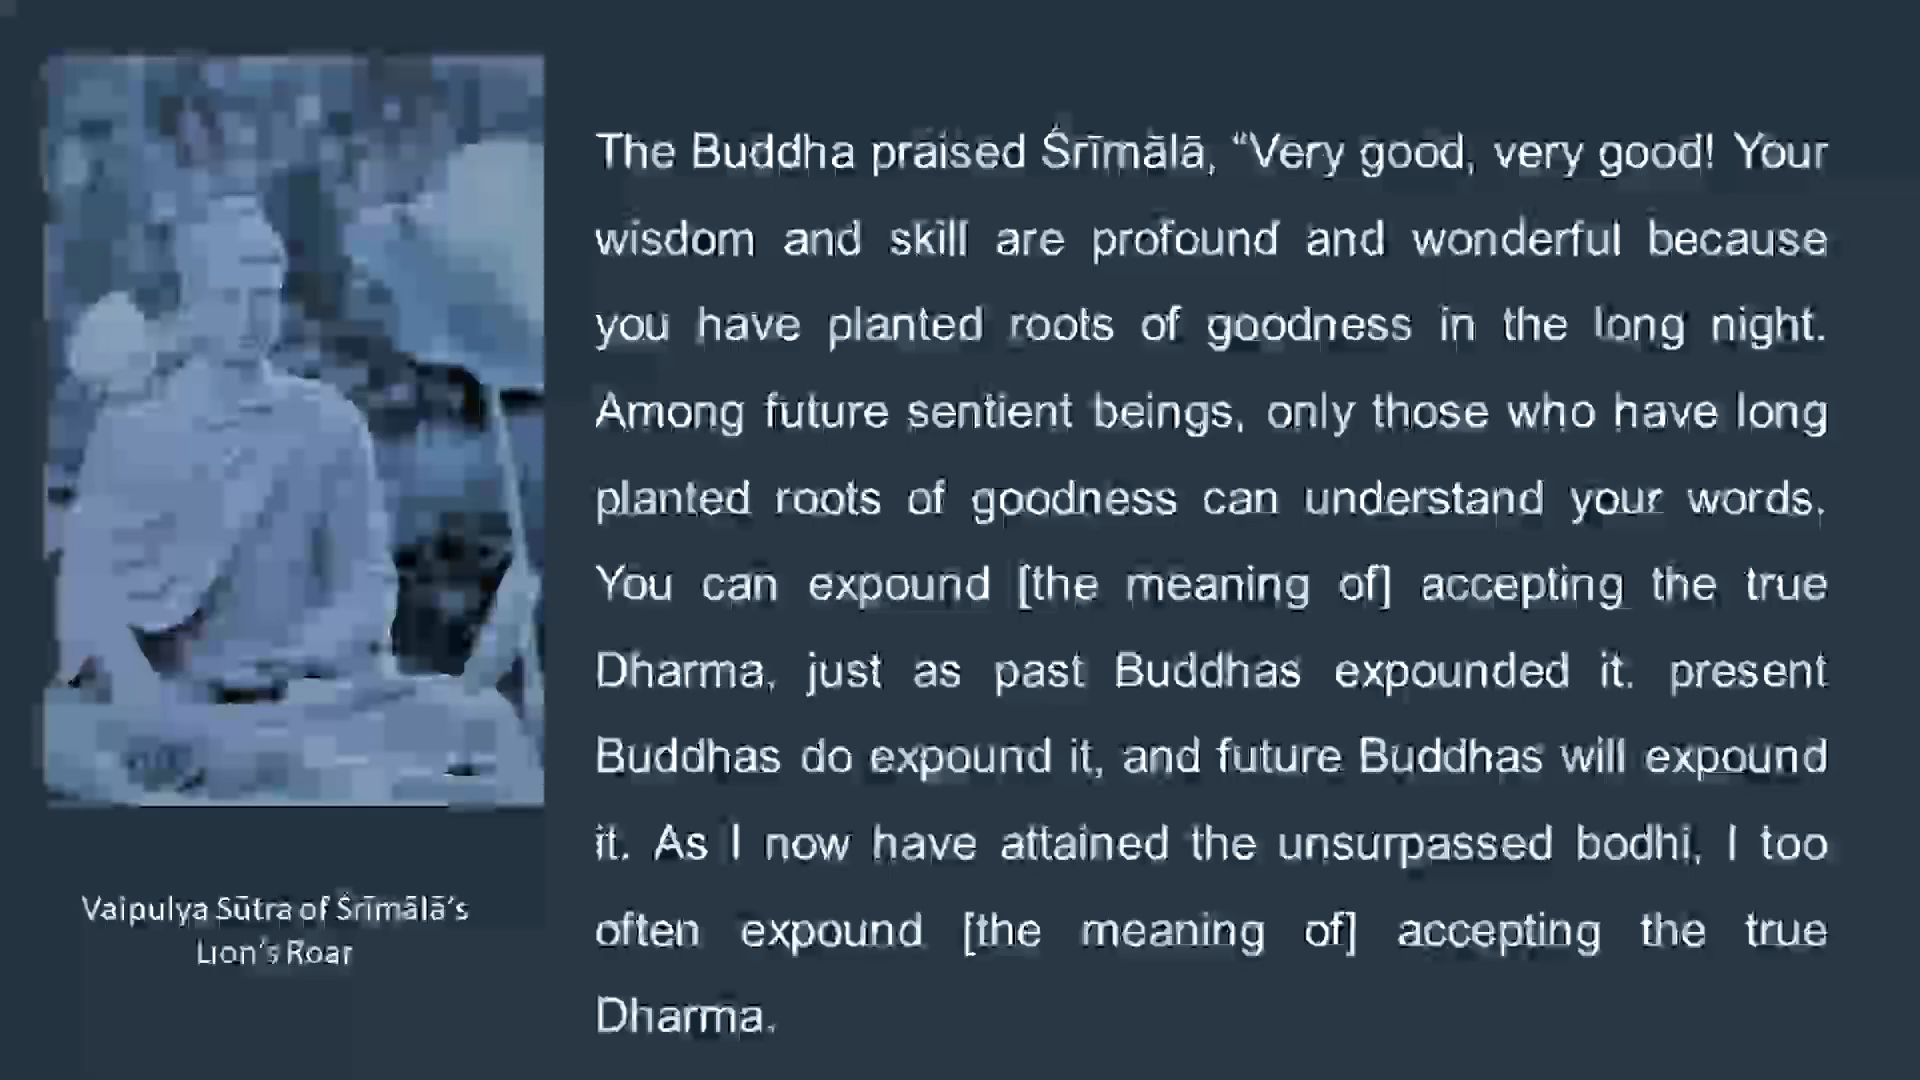 The Buddha praised Śrīmālā, “Very good, very good! Your
wisdom and skill are profound and wonderful because
you have planted roots of goodness in the long night.
Among future sentient beings, only those who have long
planted roots of goodness can understand your words.
You can expound [the meaning of] accepting the true
Dharma, just as past Buddhas expounded it. present
Buddhas do expound it, and future Buddhas will expound
it. As I now have attained the unsurpassed bodhi, I too
often expound [the meaning of] accepting the true
Dharma.
Vaipulya Sūtra of Śrīmālā’s
Lion’s Roar